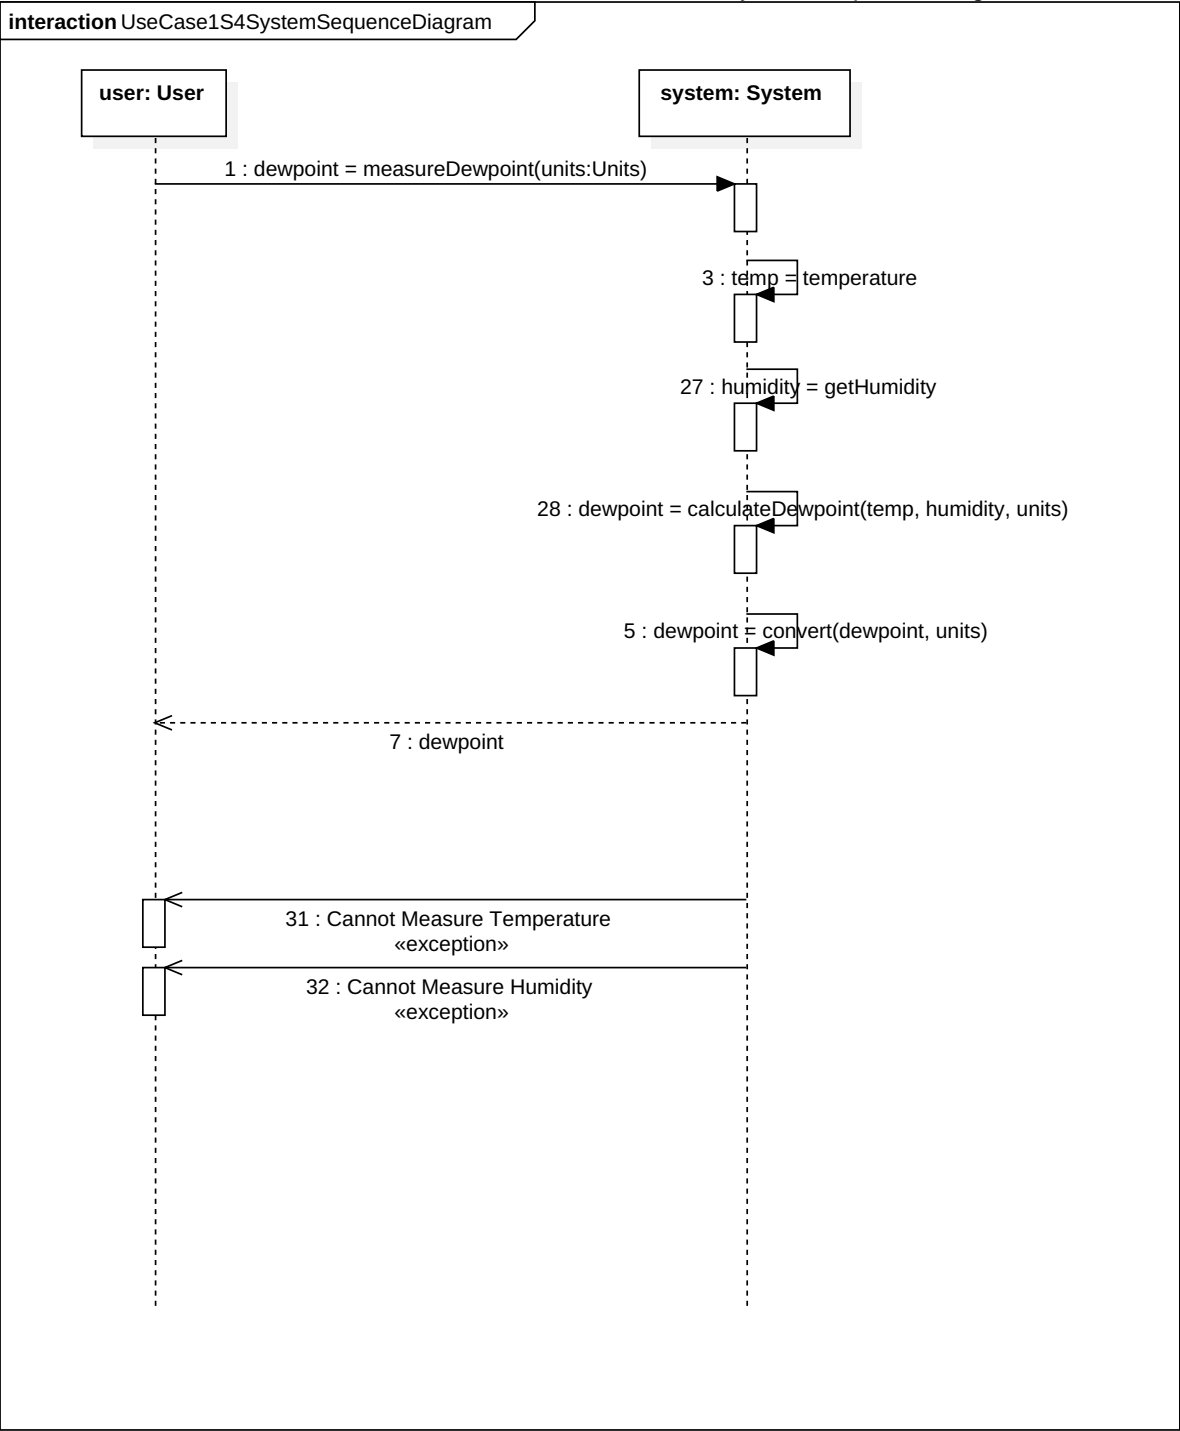 interaction UseCase1S4SystemSequenceDiagram
user: User
system: System
1 : dewpoint = measureDewpoint(units:Units)
3 : temp = temperature
27 : humidity = getHumidity
28 : dewpoint = calculateDewpoint(temp, humidity, units)
5 : dewpoint = convert(dewpoint, units)
7 : dewpoint
31 : Cannot Measure Temperature
«exception»
32 : Cannot Measure Humidity
«exception»